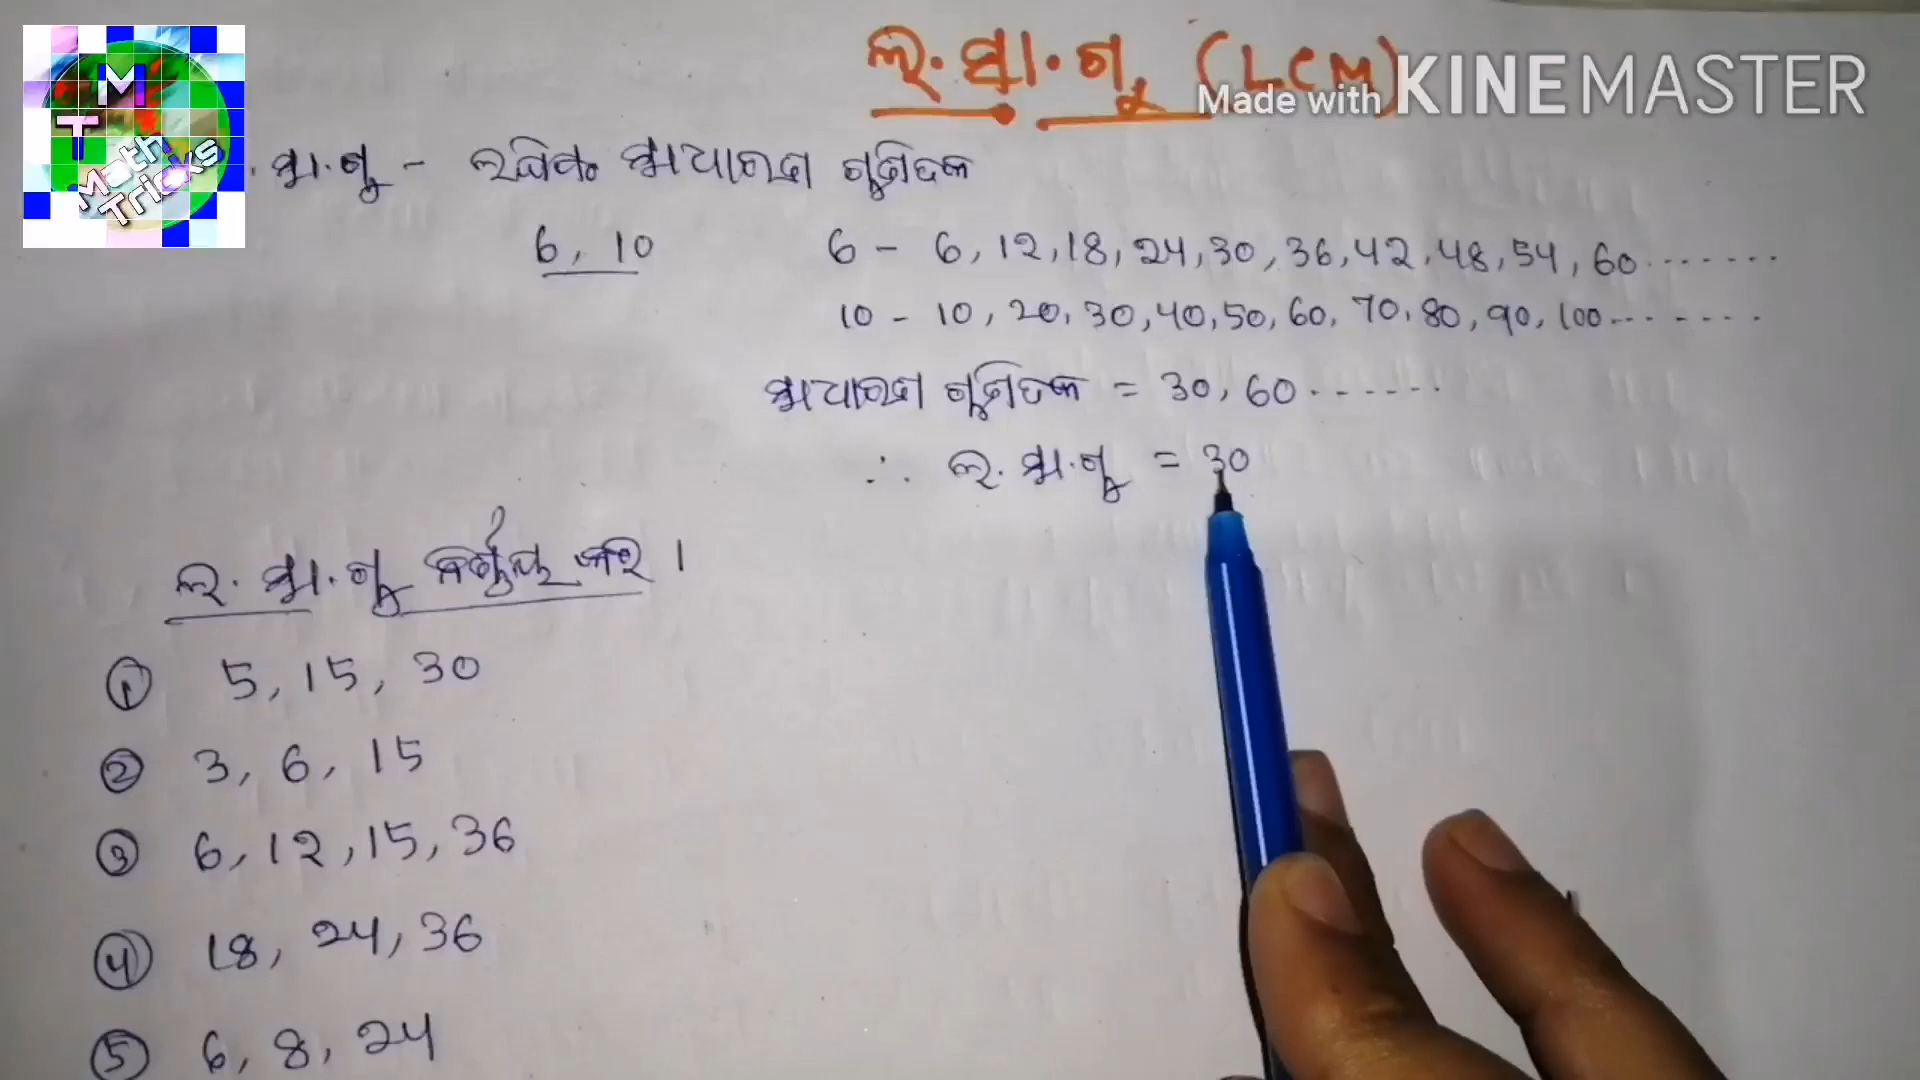 ଲ.ସା.ଗୁ (LCM)
Made with KINEMASTER
M
T
Math
Tricks
. ସା.ଗୁ - ଲଘିଷ୍ଠ ସାଧାରଣ ଗୁଣିତକ
6, 10
6 - 6, 12, 18, 24, 30, 36, 42, 48, 54, 60.......
10 - 10, 20, 30, 40, 50, 60, 70, 80, 90, 100.......
ସାଧାରଣ ଗୁଣିତକ = 30, 60......
∴ ଲ.ସା.ଗୁ = 30
ଲ.ସା.ଗୁ ନିର୍ଣ୍ଣୟ କର ।
① 5, 15, 30
② 3, 6, 15
③ 6, 12, 15, 36
④ 18, 24, 36
⑤ 6, 8, 24